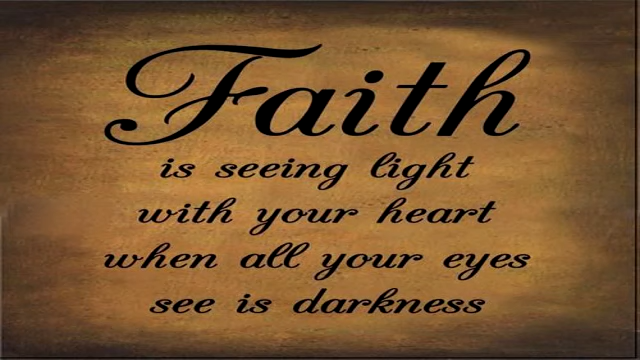 Faith
is seeing light
with your heart
when all your eyes
see is darkness